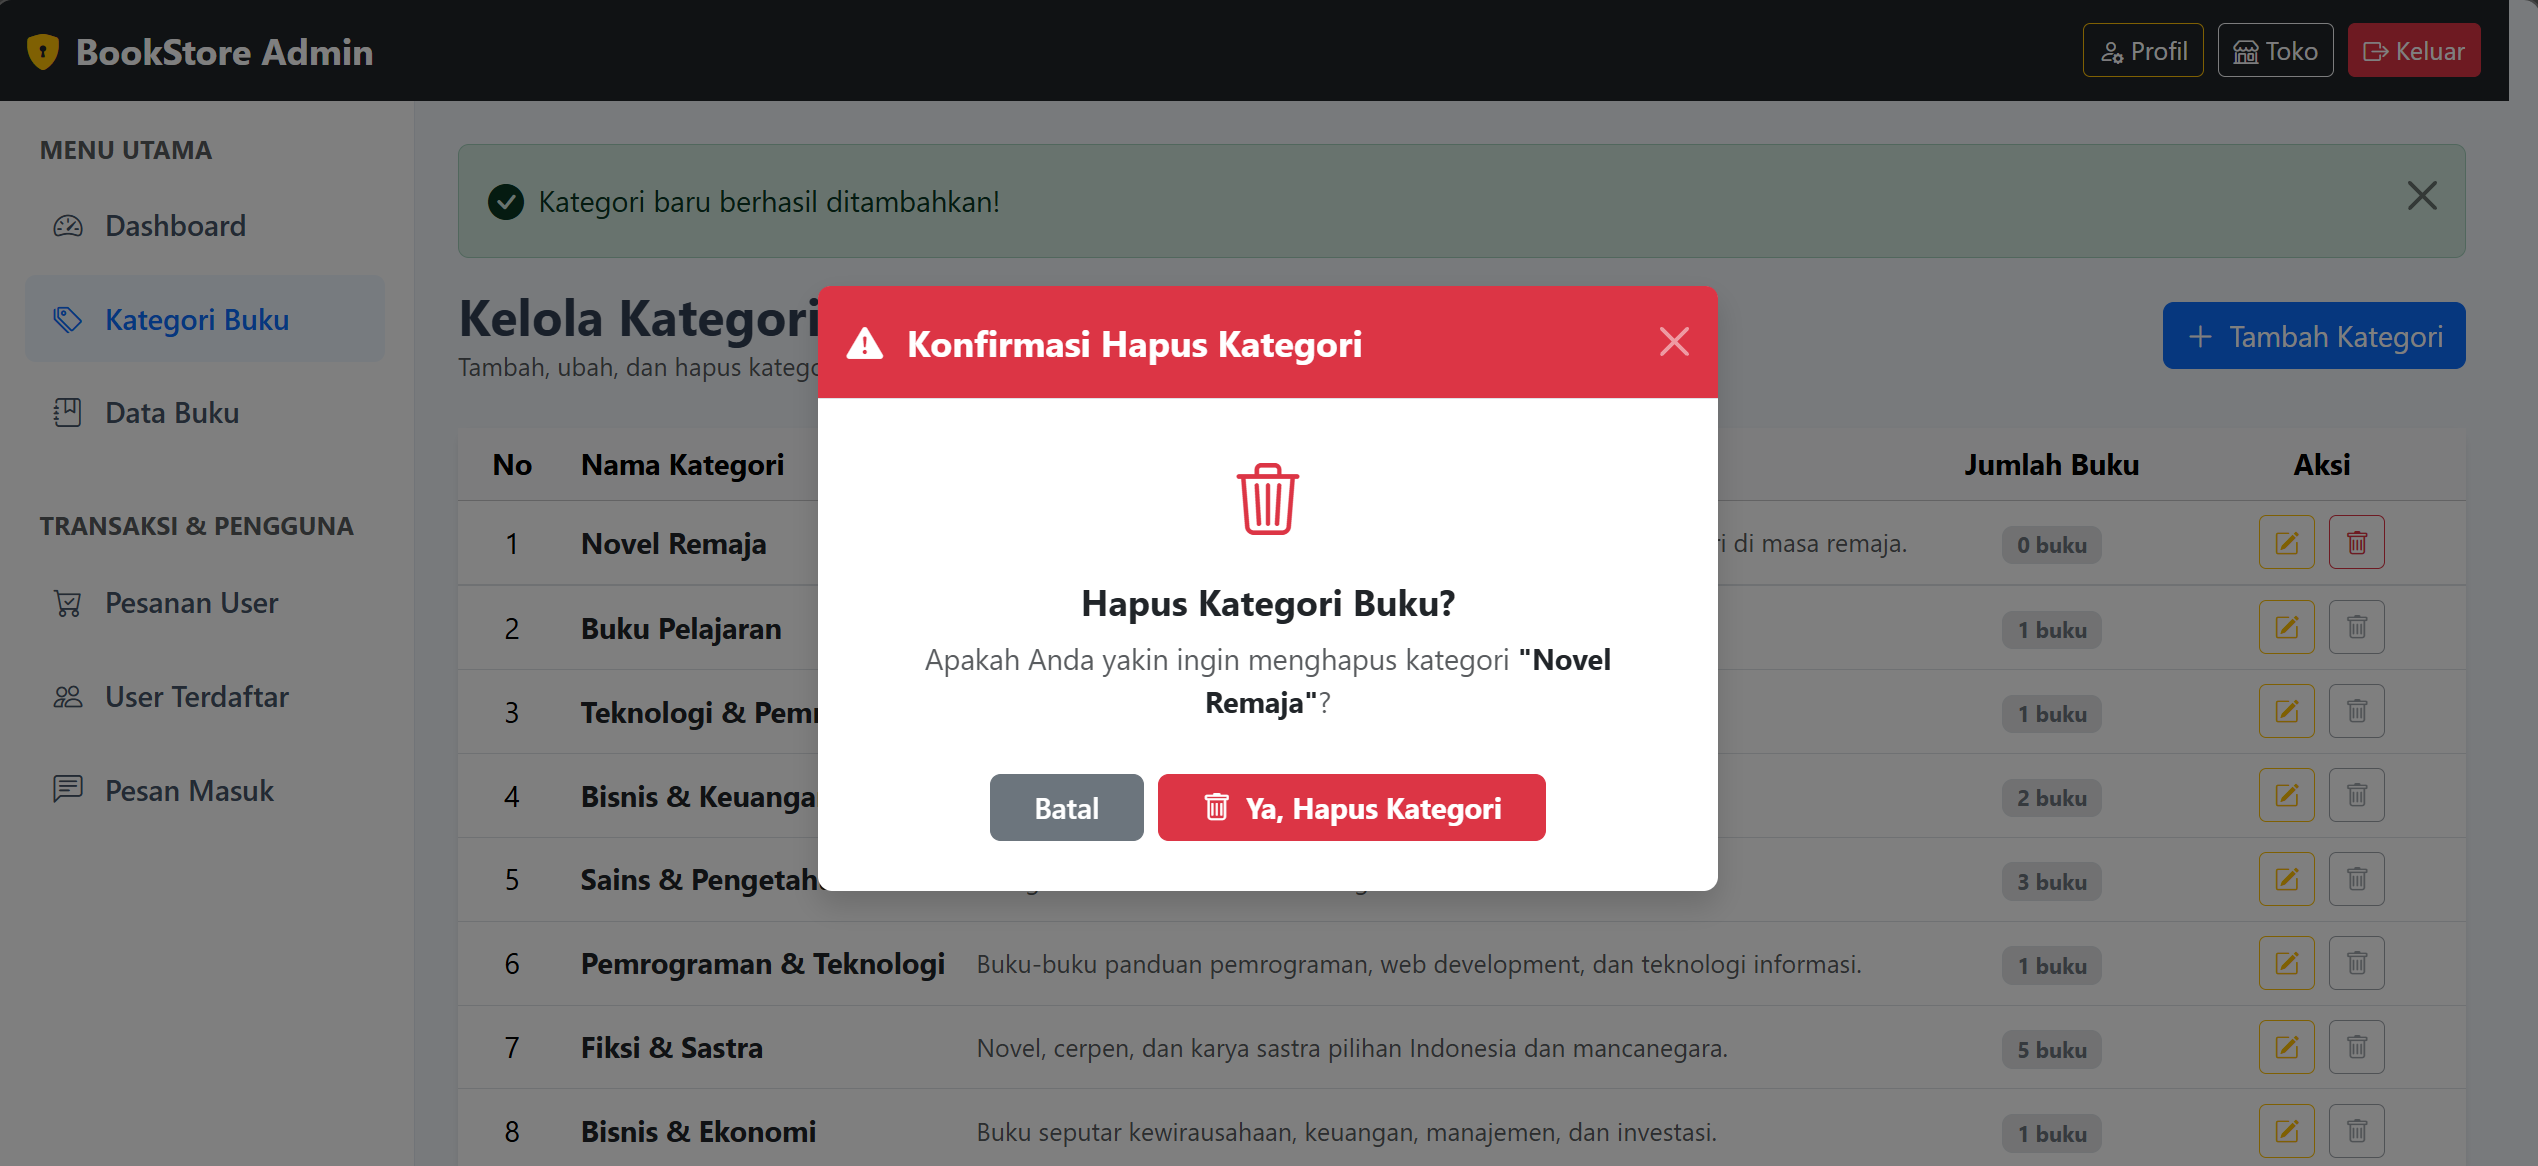 BookStore Admin
Profil
Toko
Keluar
MENU UTAMA
Dashboard
Kategori Buku
Data Buku
TRANSAKSI & PENGGUNA
Pesanan User
User Terdaftar
Pesan Masuk
Kategori baru berhasil ditambahkan!
Kelola Kategori
Tambah, ubah, dan hapus
Tambah Kategori
Konfirmasi Hapus Kategori
Hapus Kategori Buku?
Apakah Anda yakin ingin menghapus kategori "Novel
Remaja"?
Batal
Ya, Hapus Kategori
No Nama Kategori Jumlah Buku Aksi
1 Novel Remaja di masa remaja. 0 buku
2 Buku Pelajaran 1 buku
3 Teknologi & 1 buku
4 Bisnis & 2 buku
5 Sains & 3 buku
6 Pemrograman & Teknologi Buku-buku panduan pemrograman, web development, dan teknologi informasi. 1 buku
7 Fiksi & Sastra Novel, cerpen, dan karya sastra pilihan Indonesia dan mancanegara. 5 buku
8 Bisnis & Ekonomi Buku seputar kewirausahaan, keuangan, manajemen, dan investasi. 1 buku